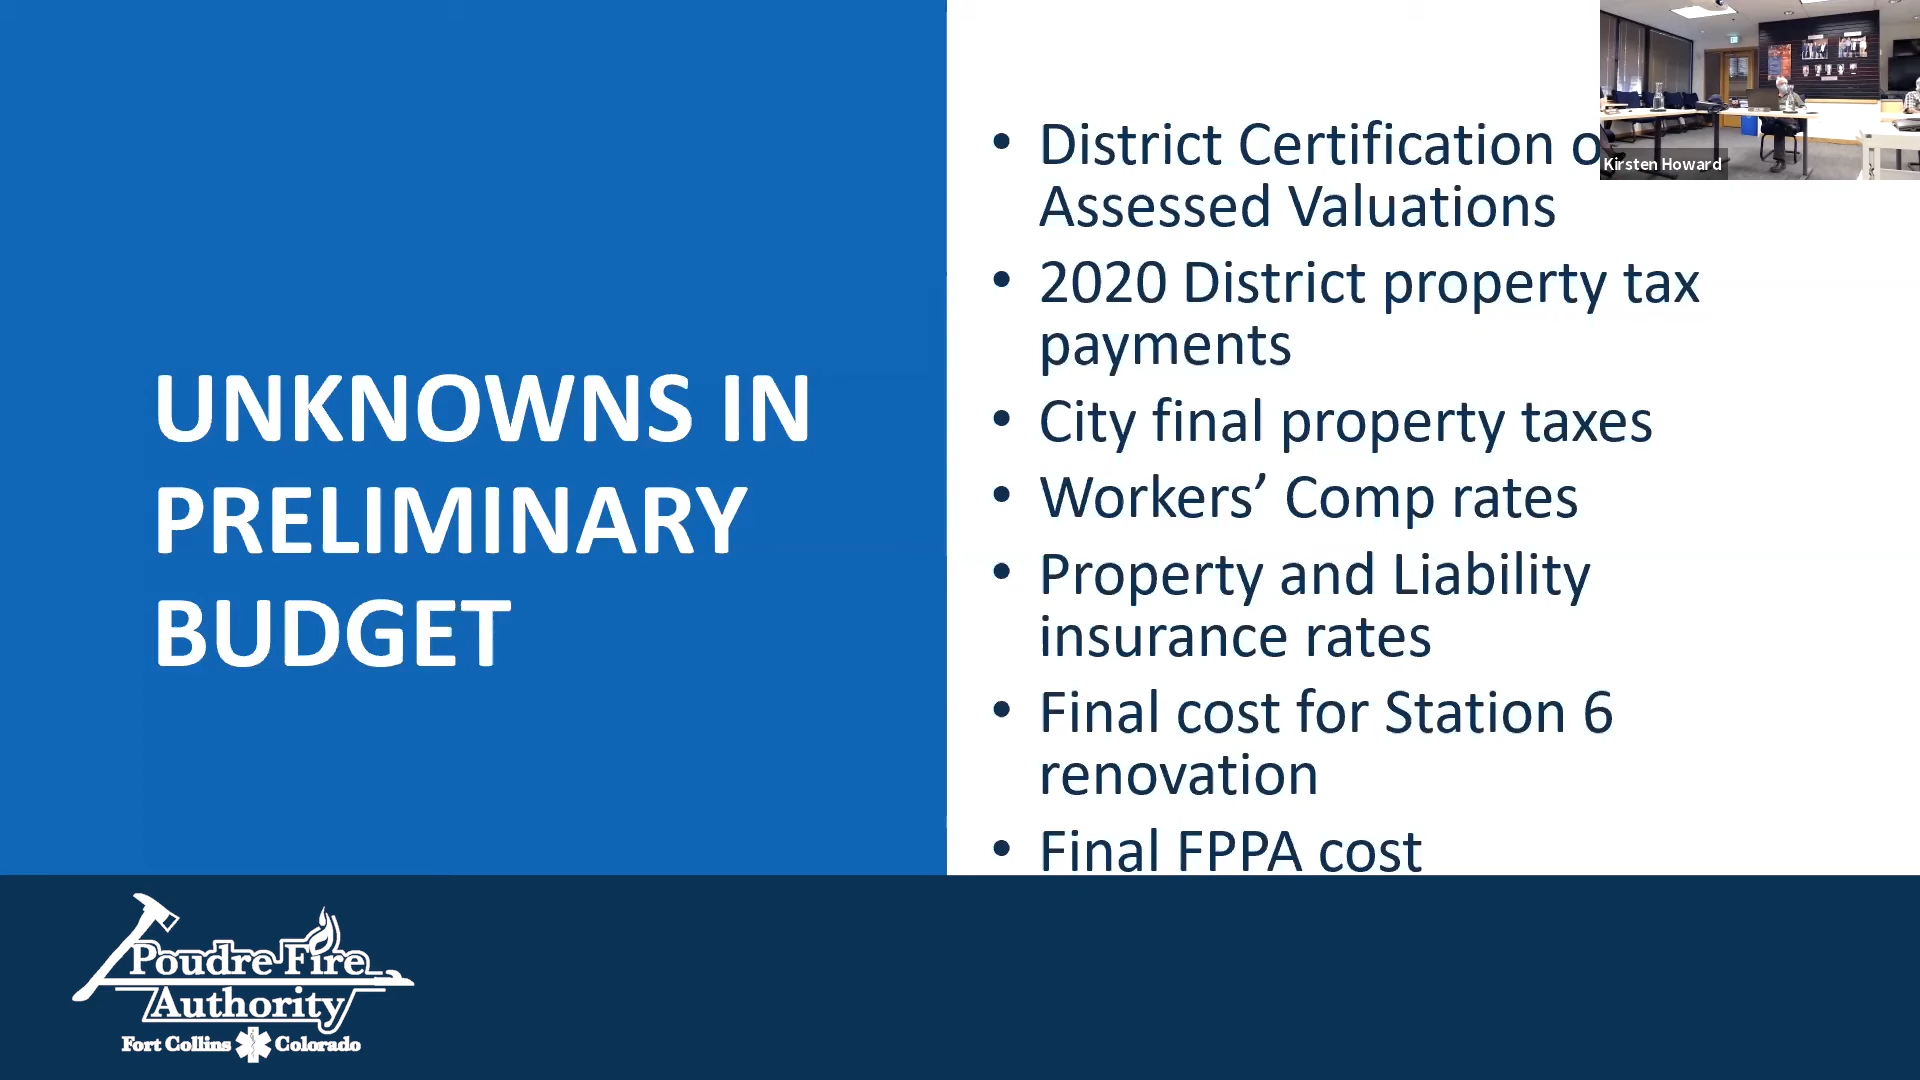 UNKNOWNS IN
PRELIMINARY
BUDGET
• District Certification o
Assessed Valuations
• 2020 District property tax
payments
• City final property taxes
• Workers’ Comp rates
• Property and Liability
insurance rates
• Final cost for Station 6
renovation
• Final FPPA cost
Kirsten Howard
Poudre Fire
Authority
Fort Collins Colorado